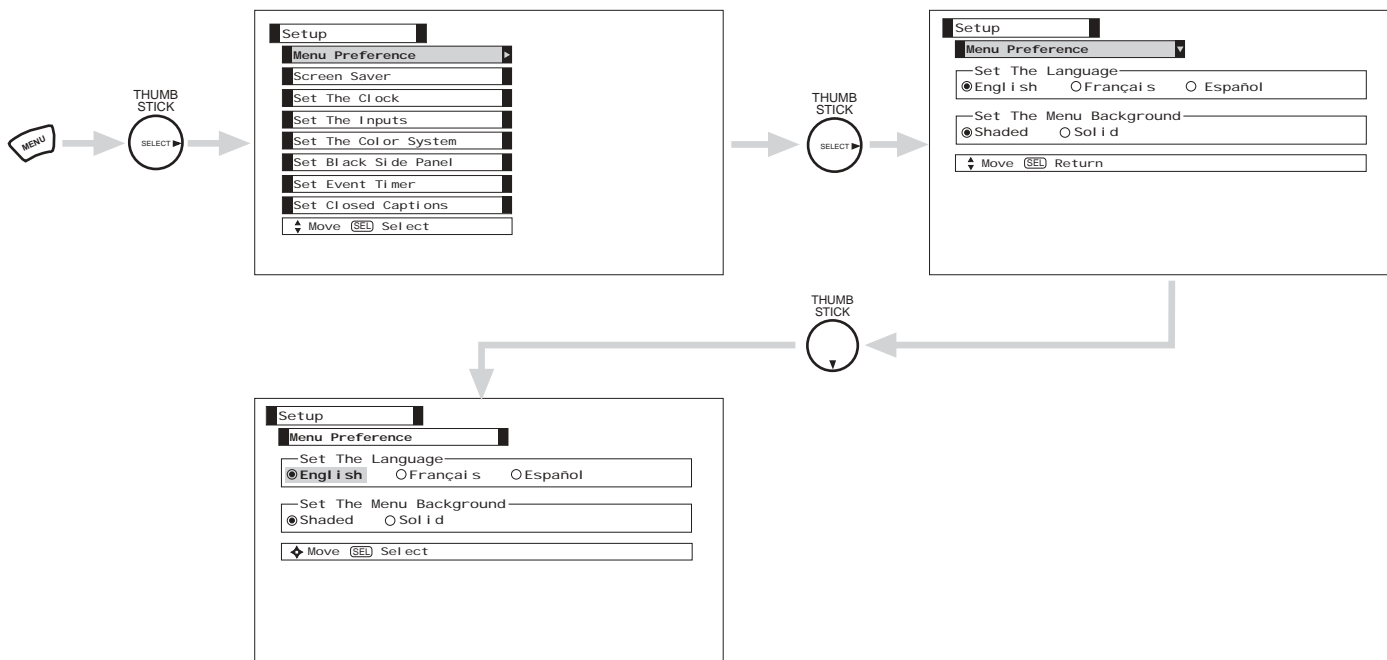 MENU
THUMB
STICK
SELECT
Setup
Menu Preference
Screen Saver
Set The Clock
Set The Inputs
Set The Color System
Set Black Side Panel
Set Event Timer
Set Closed Captions
Move SEL Select
THUMB
STICK
SELECT
Setup
Menu Preference
Set The Language
English Français Español
Set The Menu Background
Shaded Solid
Move SEL Return
THUMB
STICK
Setup
Menu Preference
Set The Language
English Français Español
Set The Menu Background
Shaded Solid
Move SEL Select